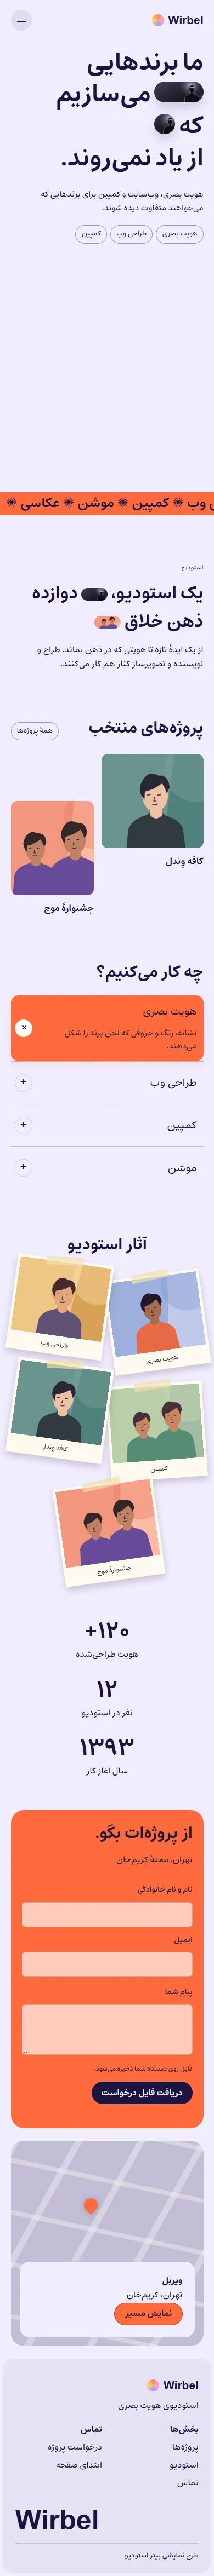 Wirbel
ما برندهایی
می‌سازیم
که
از یاد نمی‌روند.
هویت بصری، وب‌سایت و کمپین برای برندهایی که
می‌خواهند متفاوت دیده شوند.
هویت بصری
طراحی وب
کمپین
ی وب ✺ کمپین ✺ موشن ✺ عکاسی ✺
استودیو
یک استودیو، دوازده
ذهن خلاق
از یک ایدهٔ تازه تا هویتی که در ذهن بماند، طراح و
نویسنده و تصویرساز کنار هم کار می‌کنند.
پروژه‌های منتخب
همهٔ پروژه‌ها
کافه وندل
جشنوارهٔ موج
چه کار می‌کنیم؟
هویت بصری
نشانه، رنگ و حروفی که لحن برند را شکل
می‌دهند.
×
طراحی وب
+
کمپین
+
موشن
+
آثار استودیو
هویت بصری
طراحی وب
کمپین
کافه وندل
جشنوارهٔ موج
+۱۲۰
هویت طراحی‌شده
۱۲
نفر در استودیو
۱۳۹۳
سال آغاز کار
از پروژه‌ات بگو.
تهران، محلهٔ کریم‌خان
نام و نام خانوادگی
ایمیل
پیام شما
فایل روی دستگاه شما ذخیره می‌شود.
دریافت فایل درخواست
ویربل
تهران، کریم‌خان
نمایش مسیر
Wirbel
استودیوی هویت بصری
بخش‌ها
پروژه‌ها
استودیو
تماس
تماس
درخواست پروژه
ابتدای صفحه
Wirbel
طرح نمایشی بیتر استودیو